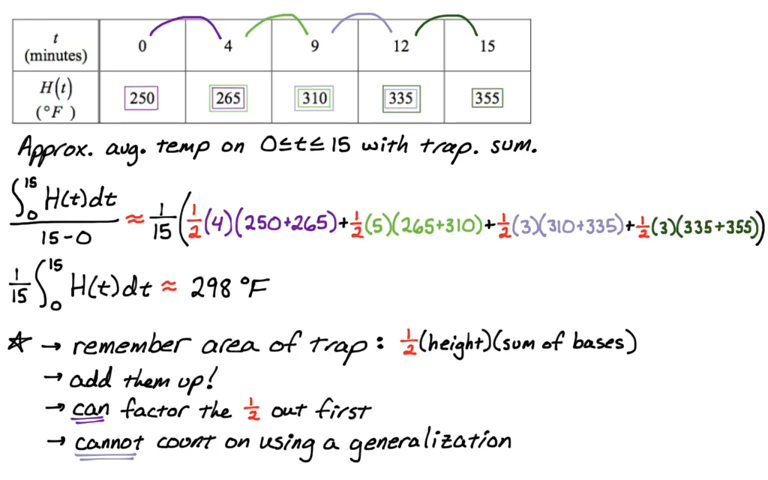 t (minutes) 0 4 9 12 15
H(t) (°F) 250 265 310 335 355
Approx. avg. temp on 0≤t≤15 with trap. sum.
∫₀¹⁵ H(t)dt / 15-0 ≈ 1/15 (1/2(4)(250+265)+1/2(5)(265+310)+1/2(3)(310+335)+1/2(3)(335+355))
1/15 ∫₀¹⁵ H(t)dt ≈ 298 °F
☆ → remember area of trap: 1/2(height)(sum of bases)
→ add them up!
→ can factor the 1/2 out first
→ cannot count on using a generalization